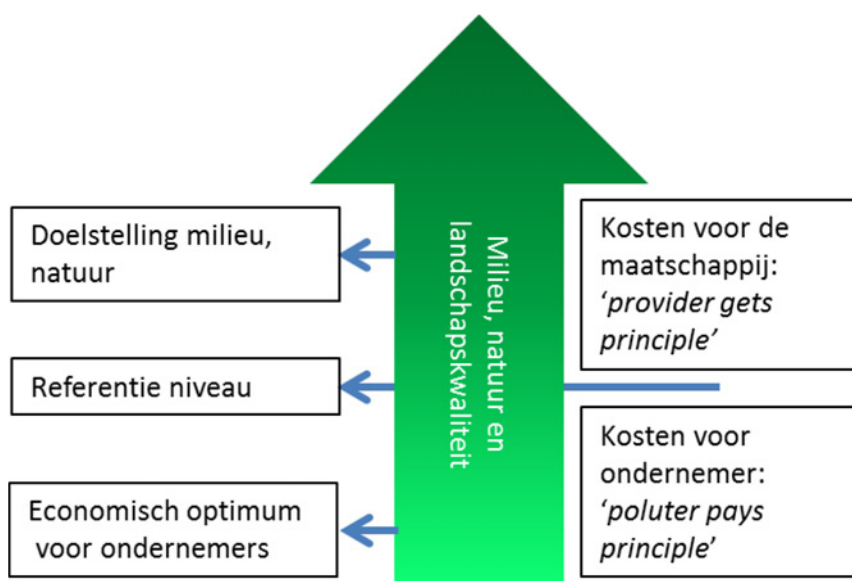 Doelstelling milieu,
natuur
Referentie niveau
Economisch optimum
voor ondernemers
Milieu, natuur en
landschapskwaliteit
Kosten voor de
maatschappij:
‘provider gets
principle’
Kosten voor
ondernemer:
‘poluter pays
principle’